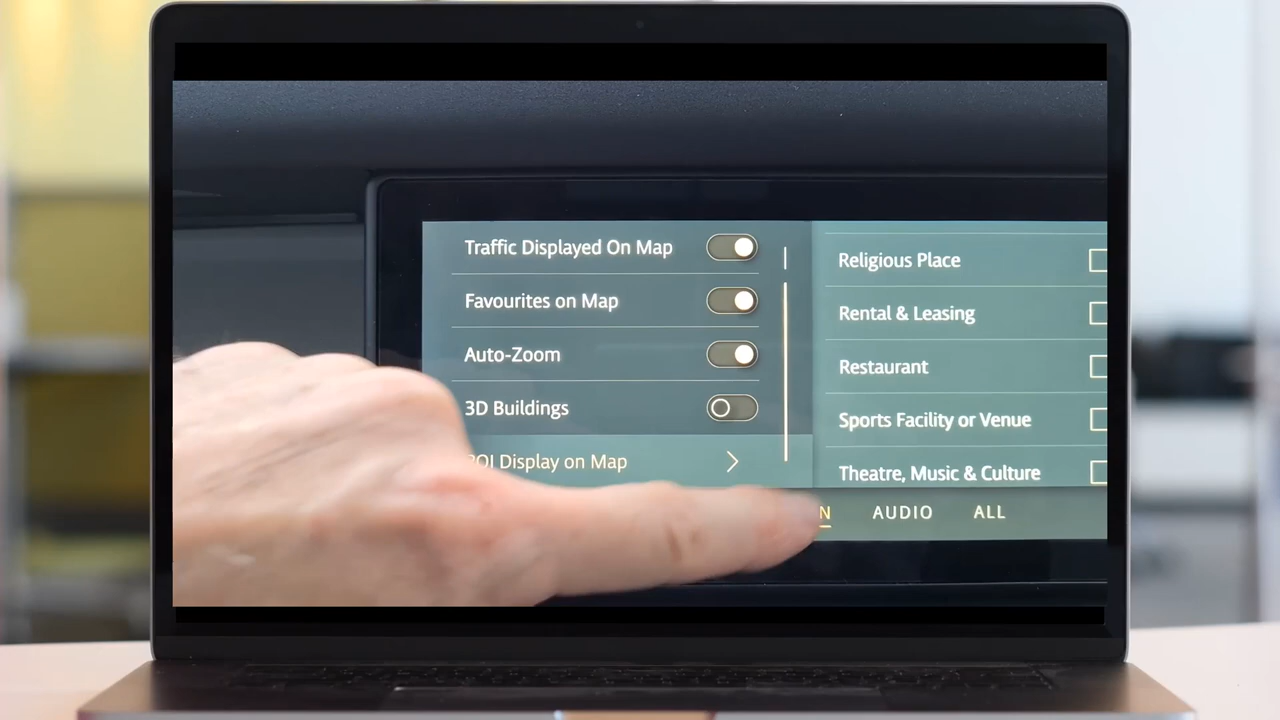 Traffic Displayed On Map
Favourites on Map
Auto-Zoom
3D Buildings
POI Display on Map
Religious Place
Rental & Leasing
Restaurant
Sports Facility or Venue
Theatre, Music & Culture
AUDIO
ALL